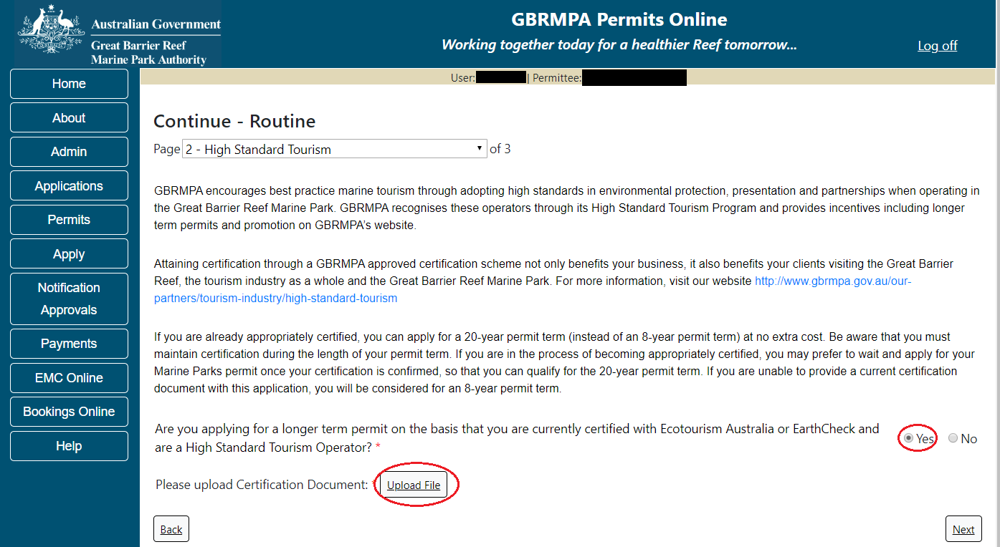 Australian Government
Great Barrier Reef
Marine Park Authority
GBRMPA Permits Online
Working together today for a healthier Reef tomorrow...
Log off
Home
About
Admin
Applications
Permits
Apply
Notification
Approvals
Payments
EMC Online
Bookings Online
Help
User: | Permittee:
Continue - Routine
Page 2 - High Standard Tourism of 3
GBRMPA encourages best practice marine tourism through adopting high standards in environmental protection, presentation and partnerships when operating in
the Great Barrier Reef Marine Park. GBRMPA recognises these operators through its High Standard Tourism Program and provides incentives including longer
term permits and promotion on GBRMPA's website.
Attaining certification through a GBRMPA approved certification scheme not only benefits your business, it also benefits your clients visiting the Great Barrier
Reef, the tourism industry as a whole and the Great Barrier Reef Marine Park. For more information, visit our website http://www.gbrmpa.gov.au/our-
partners/tourism-industry/high-standard-tourism
If you are already appropriately certified, you can apply for a 20-year permit term (instead of an 8-year permit term) at no extra cost. Be aware that you must
maintain certification during the length of your permit term. If you are in the process of becoming appropriately certified, you may prefer to wait and apply for your
Marine Parks permit once your certification is confirmed, so that you can qualify for the 20-year permit term. If you are unable to provide a current certification
document with this application, you will be considered for an 8-year permit term.
Are you applying for a longer term permit on the basis that you are currently certified with Ecotourism Australia or EarthCheck and
are a High Standard Tourism Operator? *
Yes No
Please upload Certification Document: * Upload File
Back
Next